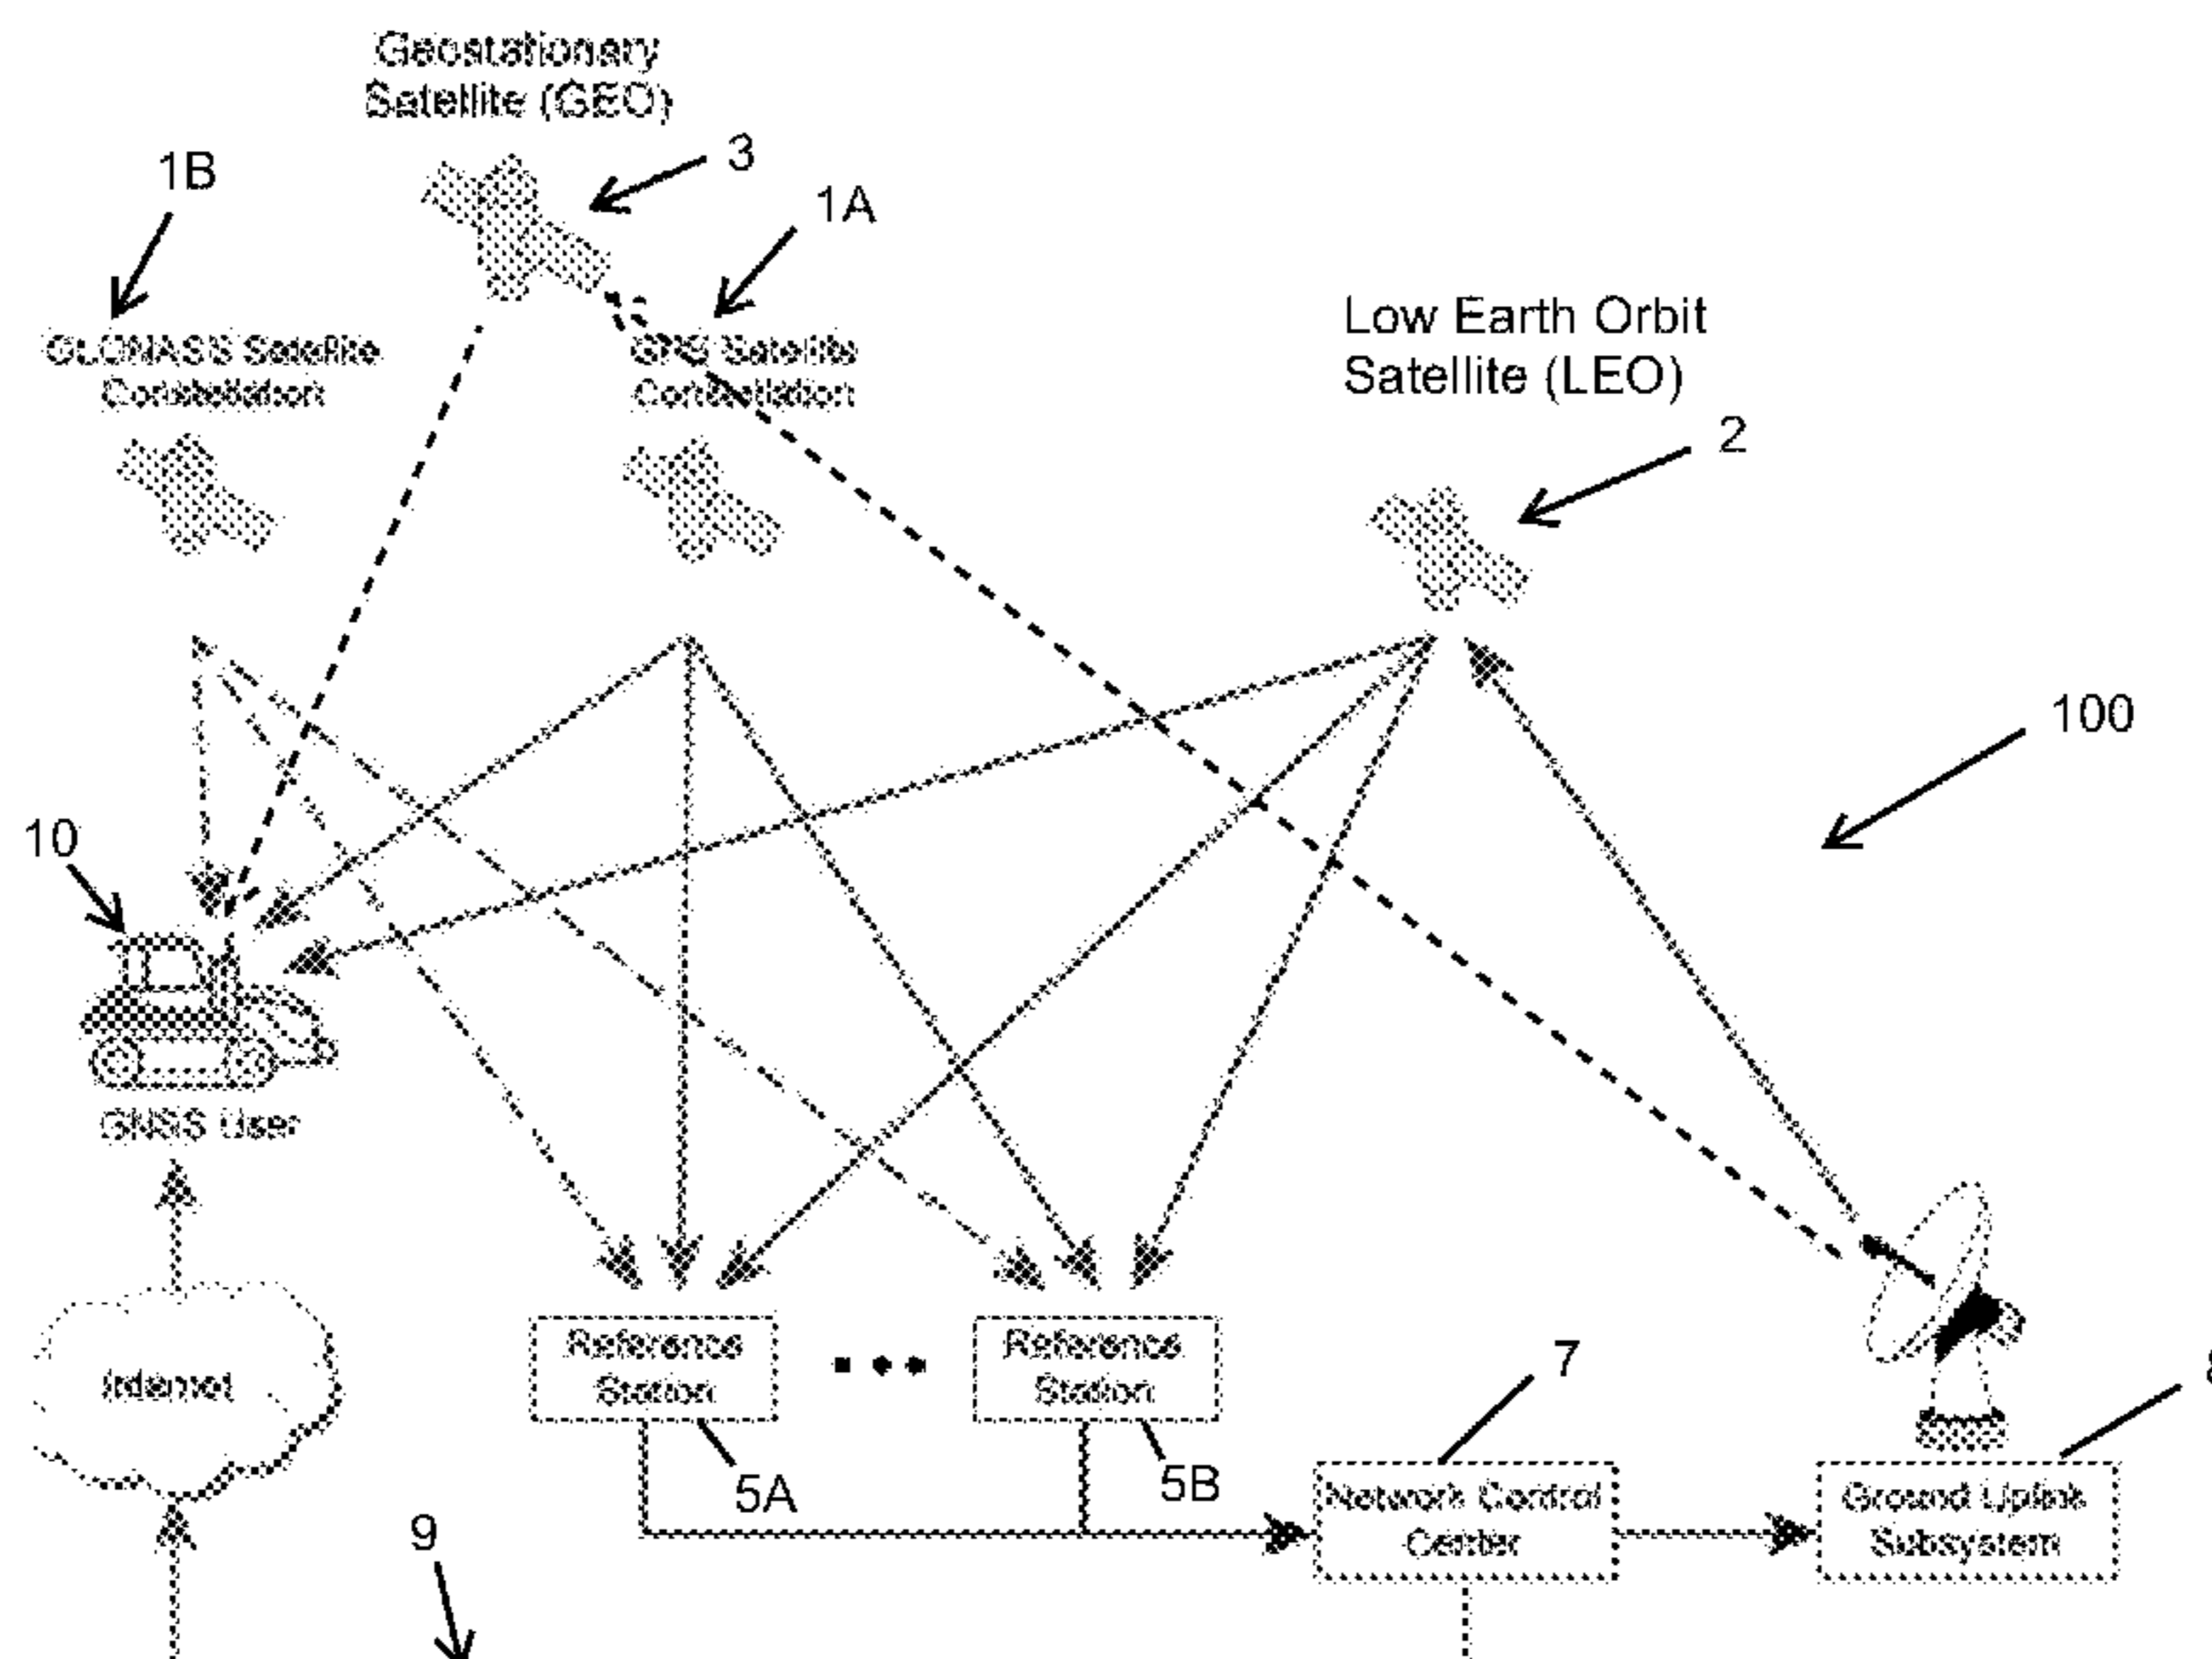 Geostationary
Satellite (GEO)
3
1B
1A
GLONASS Satellite
Constellation
GPS Satellite
Constellation
Low Earth Orbit
Satellite (LEO)
2
100
10
GNSS User
Internet
Reference
Station
Reference
Station
7
5A
5B
Network Control
Center
Ground Uplink
Subsystem
9